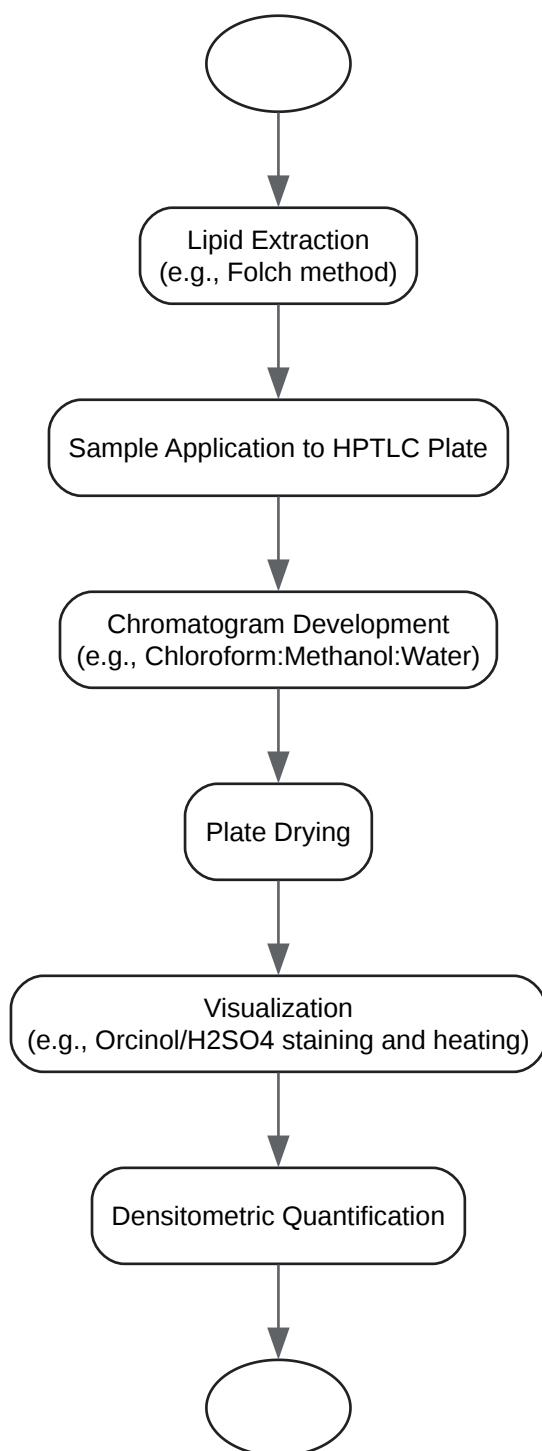 Lipid Extraction
(e.g., Folch method)
Sample Application to HPTLC Plate
Chromatogram Development
(e.g., Chloroform:Methanol:Water)
Plate Drying
Visualization
(e.g., Orcinol/H2SO4 staining and heating)
Densitometric Quantification